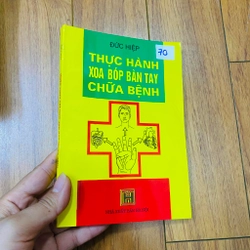 ĐỨC HIỆP
70
THỰC HÀNH
XOA BÓP BÀN TAY
CHỮA BỆNH